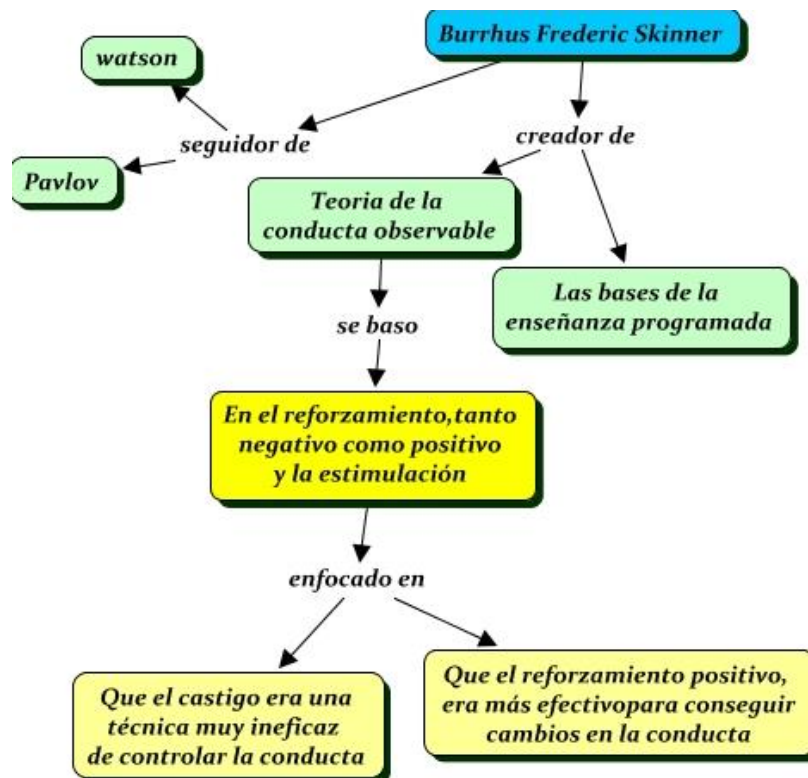 Burrhus Frederic Skinner
watson
seguidor de
creador de
Pavlov
Teoria de la
conducta observable
Las bases de la
enseñanza programada
se baso
En el reforzamiento,tanto
negativo como positivo
y la estimulación
enfocado en
Que el castigo era una
técnica muy ineficaz
de controlar la conducta
Que el reforzamiento positivo,
era más efectivopara conseguir
cambios en la conducta